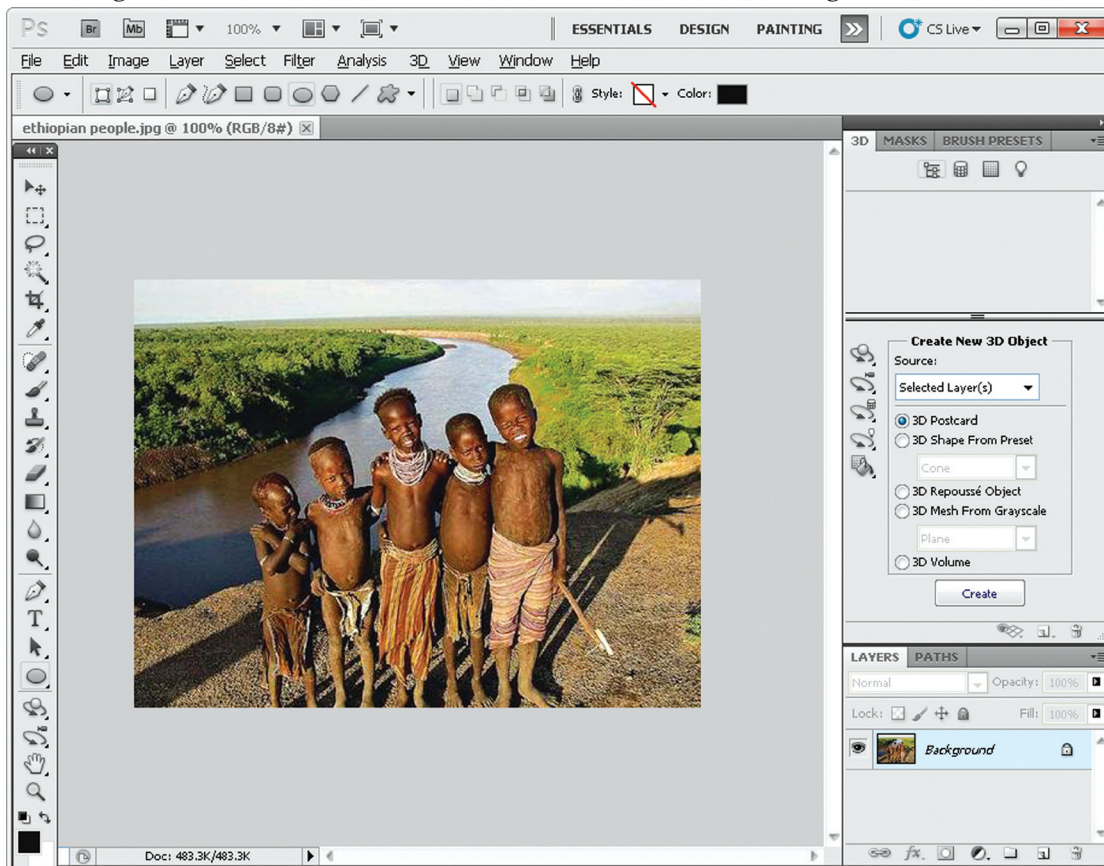 Ps Br Mb 100% ESSENTIALS DESIGN PAINTING CS Live
File Edit Image Layer Select Filter Analysis 3D View Window Help
Style: Color:
ethiopian people.jpg @ 100% (RGB/8#)
3D MASKS BRUSH PRESETS
Create New 3D Object
Source:
Selected Layer(s)
3D Postcard
3D Shape From Preset
Cone
3D Repoussé Object
3D Mesh From Grayscale
Plane
3D Volume
Create
LAYERS PATHS
Normal Opacity: 100%
Lock: Fill: 100%
Background
fx.
Doc: 483.3K/483.3K